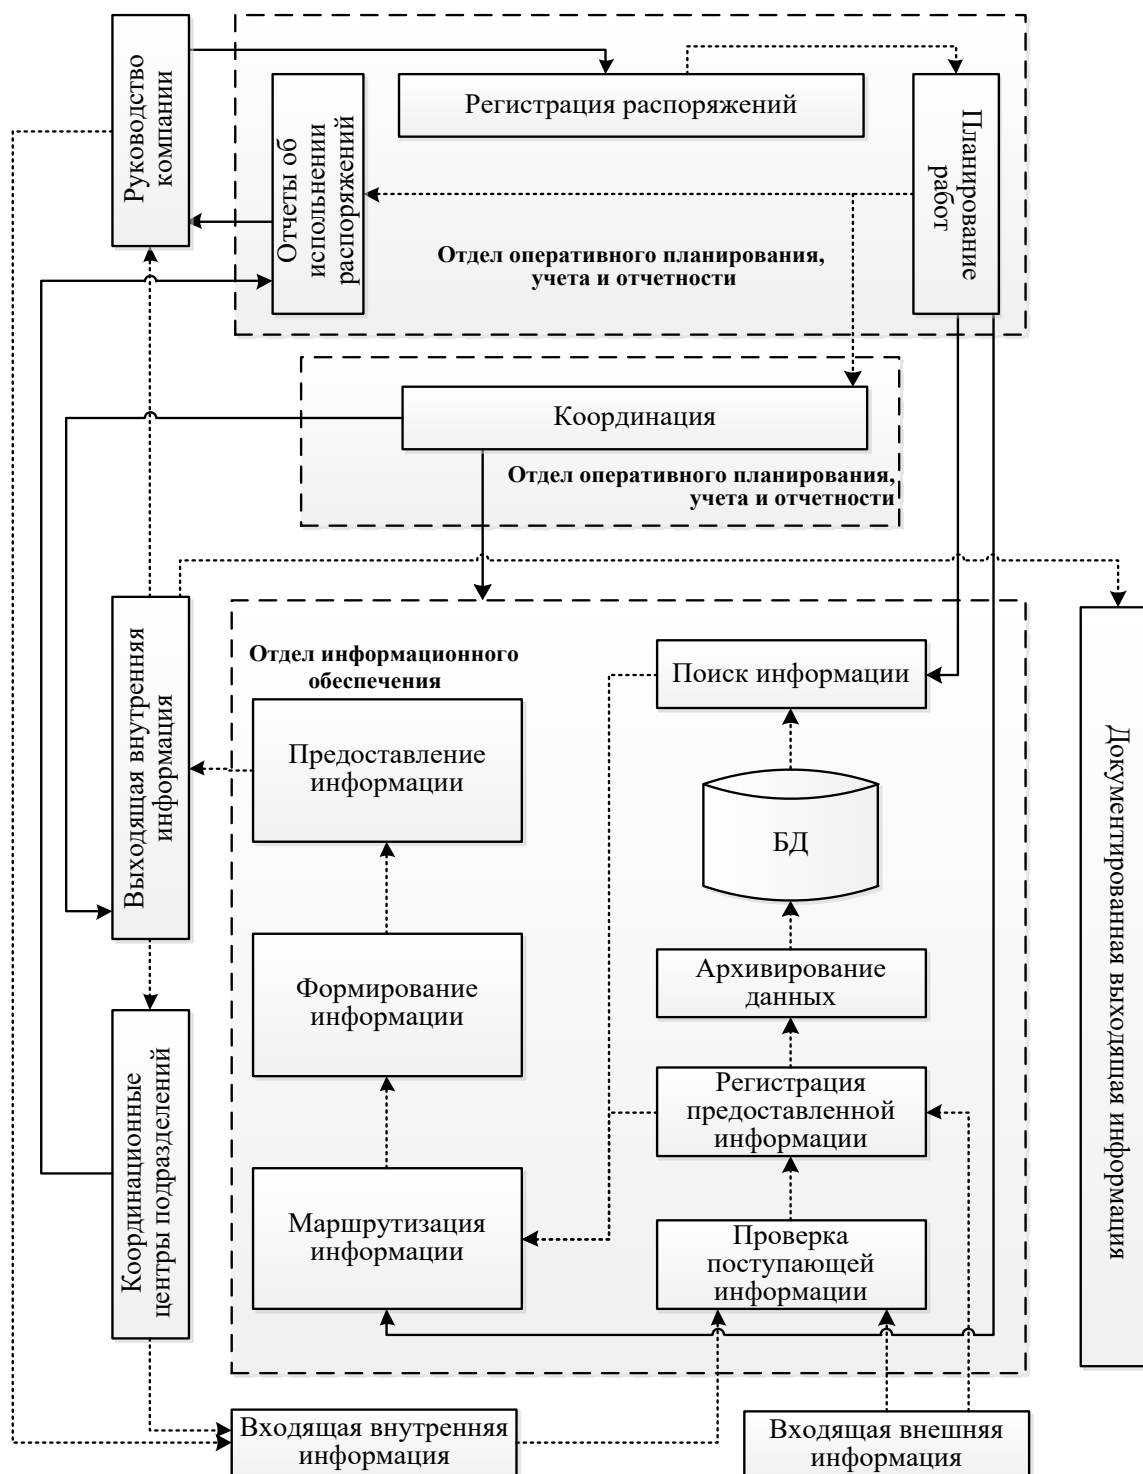 Руководство
компании
Регистрация распоряжений
Планирование
работ
Отчеты об
испольнении
распоряжений
Отдел оперативного планирования,
учета и отчетности
Координация
Отдел оперативного планирования,
учета и отчетности
Выходящая внутренняя
информация
Отдел информационного
обеспечения
Поиск информации
Предоставление
информации
БД
Документированная выходящая информация
Формирование
информации
Архивирование
данных
Координационные
центры подразделений
Регистрация
предоставленной
информации
Маршрутизация
информации
Проверка
поступающей
информации
Входящая внутренняя
информация
Входящая внешняя
информация